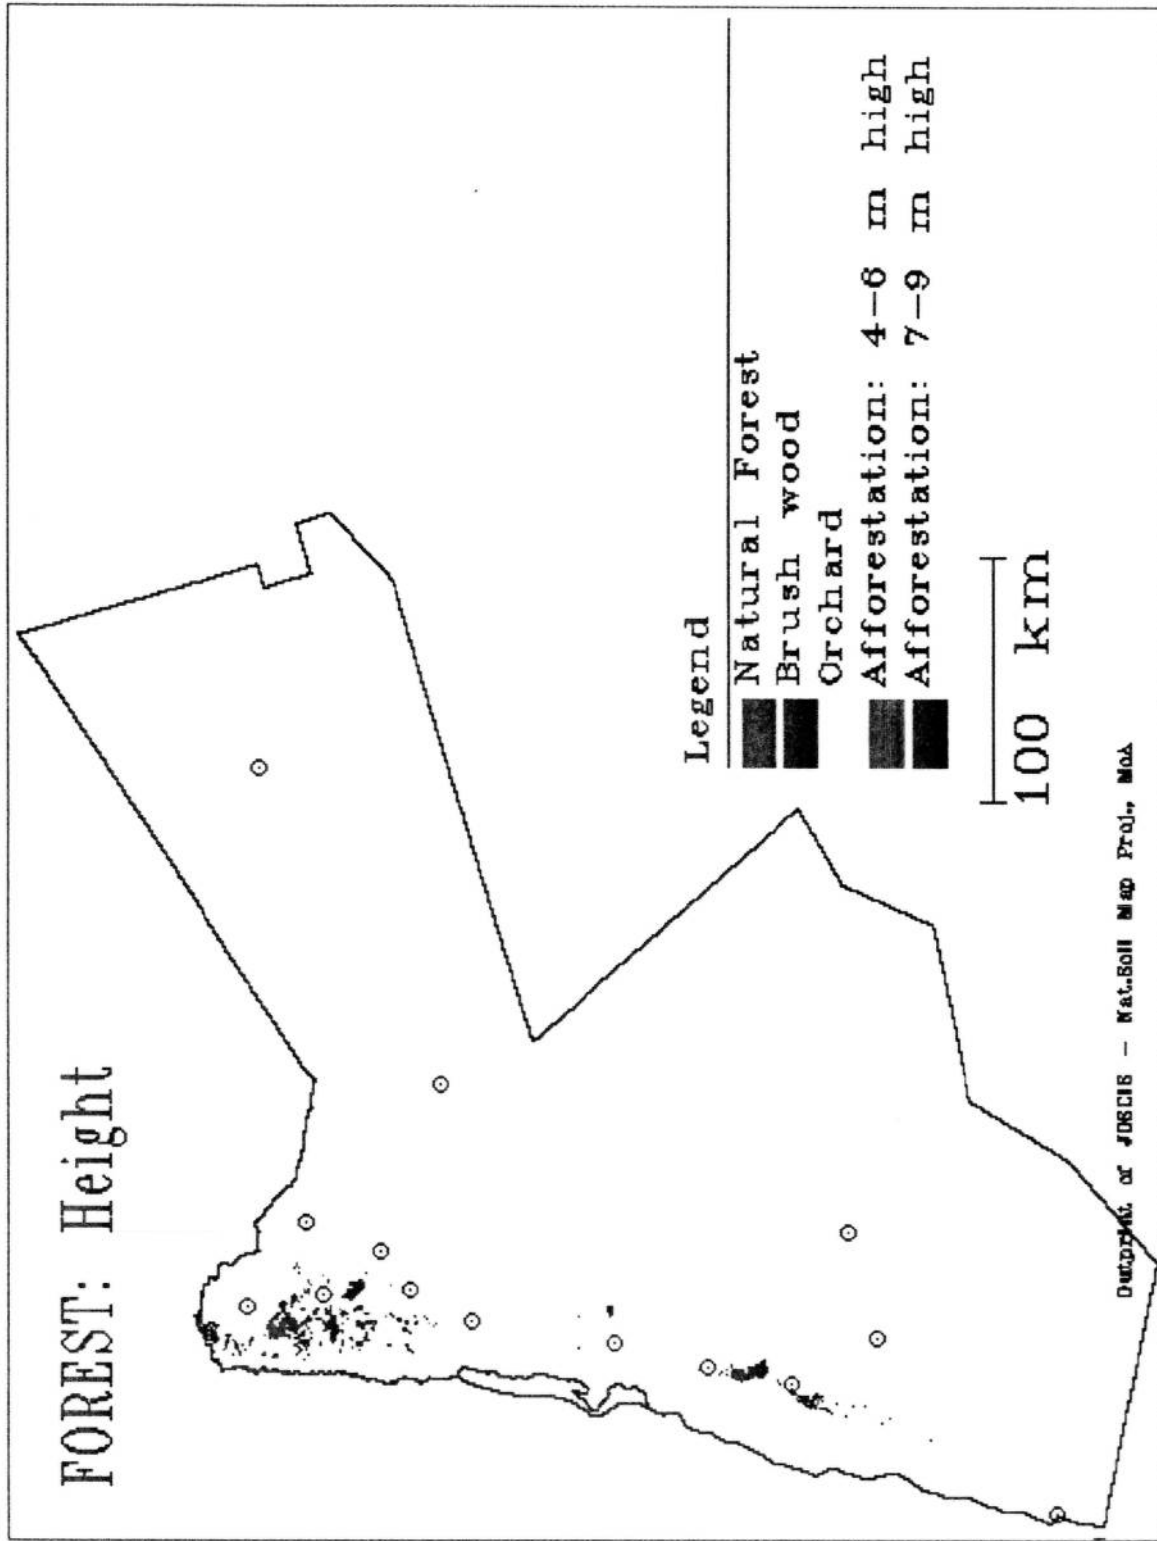 FOREST: Height
Legend
Natural Forest
Brush wood
Orchard
Afforestation: 4-6 m high
Afforestation: 7-9 m high
100 km
Outprint of JOSCIS - Nat.Soil Map Proj., MoA